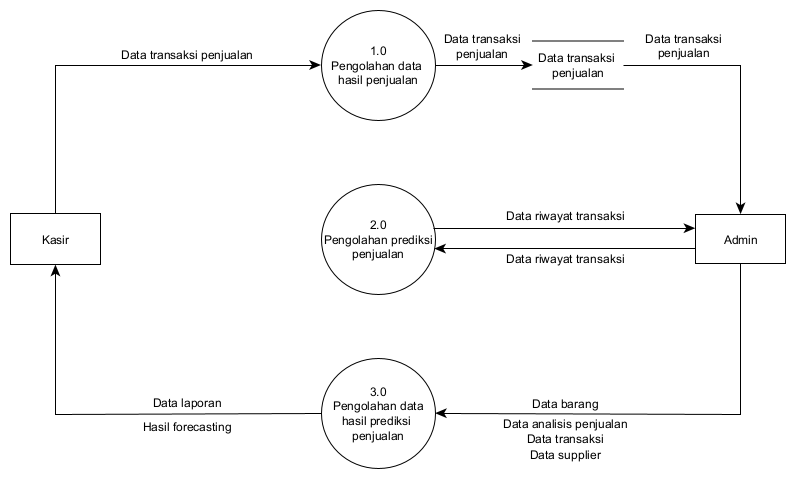 1.0
Pengolahan data
hasil penjualan
Data transaksi penjualan
Data transaksi
penjualan
Data transaksi
penjualan
Data transaksi
penjualan
Kasir
2.0
Pengolahan prediksi
penjualan
Data riwayat transaksi
Data riwayat transaksi
Admin
3.0
Pengolahan data
hasil prediksi
penjualan
Data laporan
Hasil forecasting
Data barang
Data analisis penjualan
Data transaksi
Data supplier